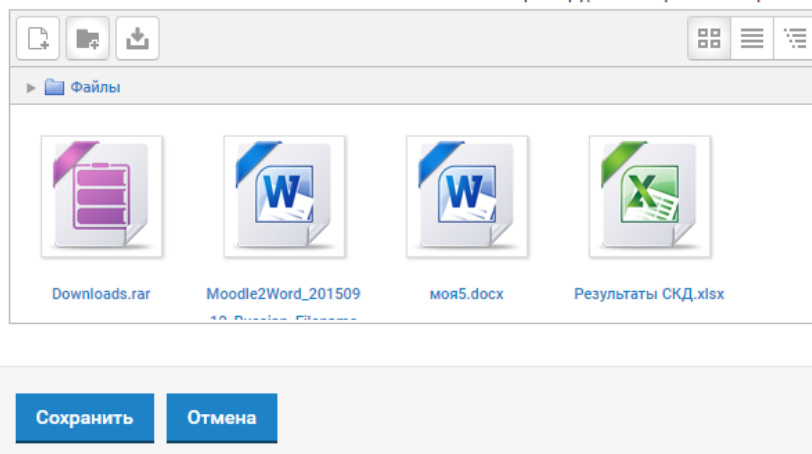 Файлы
Downloads.rar
Moodle2Word_201509
моя5.docx
Результаты СКД.xlsx
Сохранить
Отмена